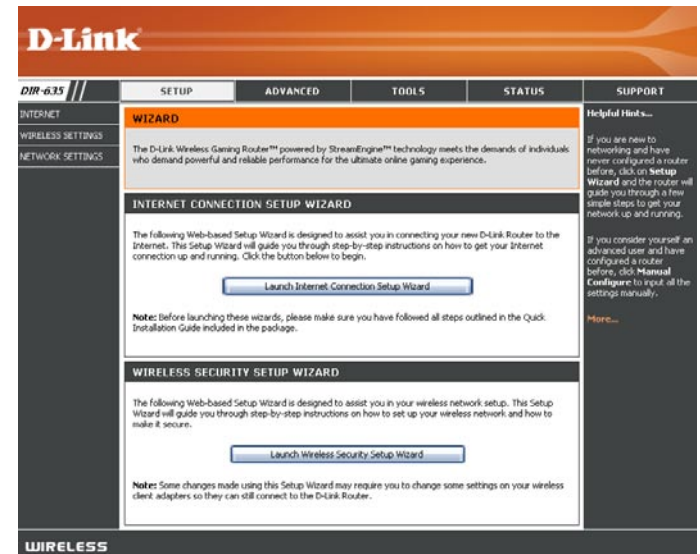 D-Link
DIR-635
SETUP
ADVANCED
TOOLS
STATUS
SUPPORT
INTERNET
WIRELESS SETTINGS
NETWORK SETTINGS
WIZARD
The D-Link Wireless Gaming Router™ powered by StreamEngine™ technology meets the demands of individuals
who demand powerful and reliable performance for the ultimate online gaming experience.
INTERNET CONNECTION SETUP WIZARD
The following Web-based Setup Wizard is designed to assist you in connecting your new D-Link Router to the
Internet. This Setup Wizard will guide you through step-by-step instructions on how to get your Internet
connection up and running. Click the button below to begin.
Launch Internet Connection Setup Wizard
Note: Before launching these wizards, please make sure you have followed all steps outlined in the Quick
Installation Guide included in the package.
WIRELESS SECURITY SETUP WIZARD
The following Web-based Setup Wizard is designed to assist you in your wireless network setup. This Setup
Wizard will guide you through step-by-step instructions on how to set up your wireless network and how to
make it secure.
Launch Wireless Security Setup Wizard
Note: Some changes made using this Setup Wizard may require you to change some settings on your wireless
client adapters so they can still connect to the D-Link Router.
Helpful Hints...
If you are new to
networking and have
never configured a router
before, click on Setup
Wizard and the router will
guide you through a few
simple steps to get your
network up and running.
If you consider yourself an
advanced user and have
configured a router
before, click Manual
Configure to input all the
settings manually.
More...
WIRELESS